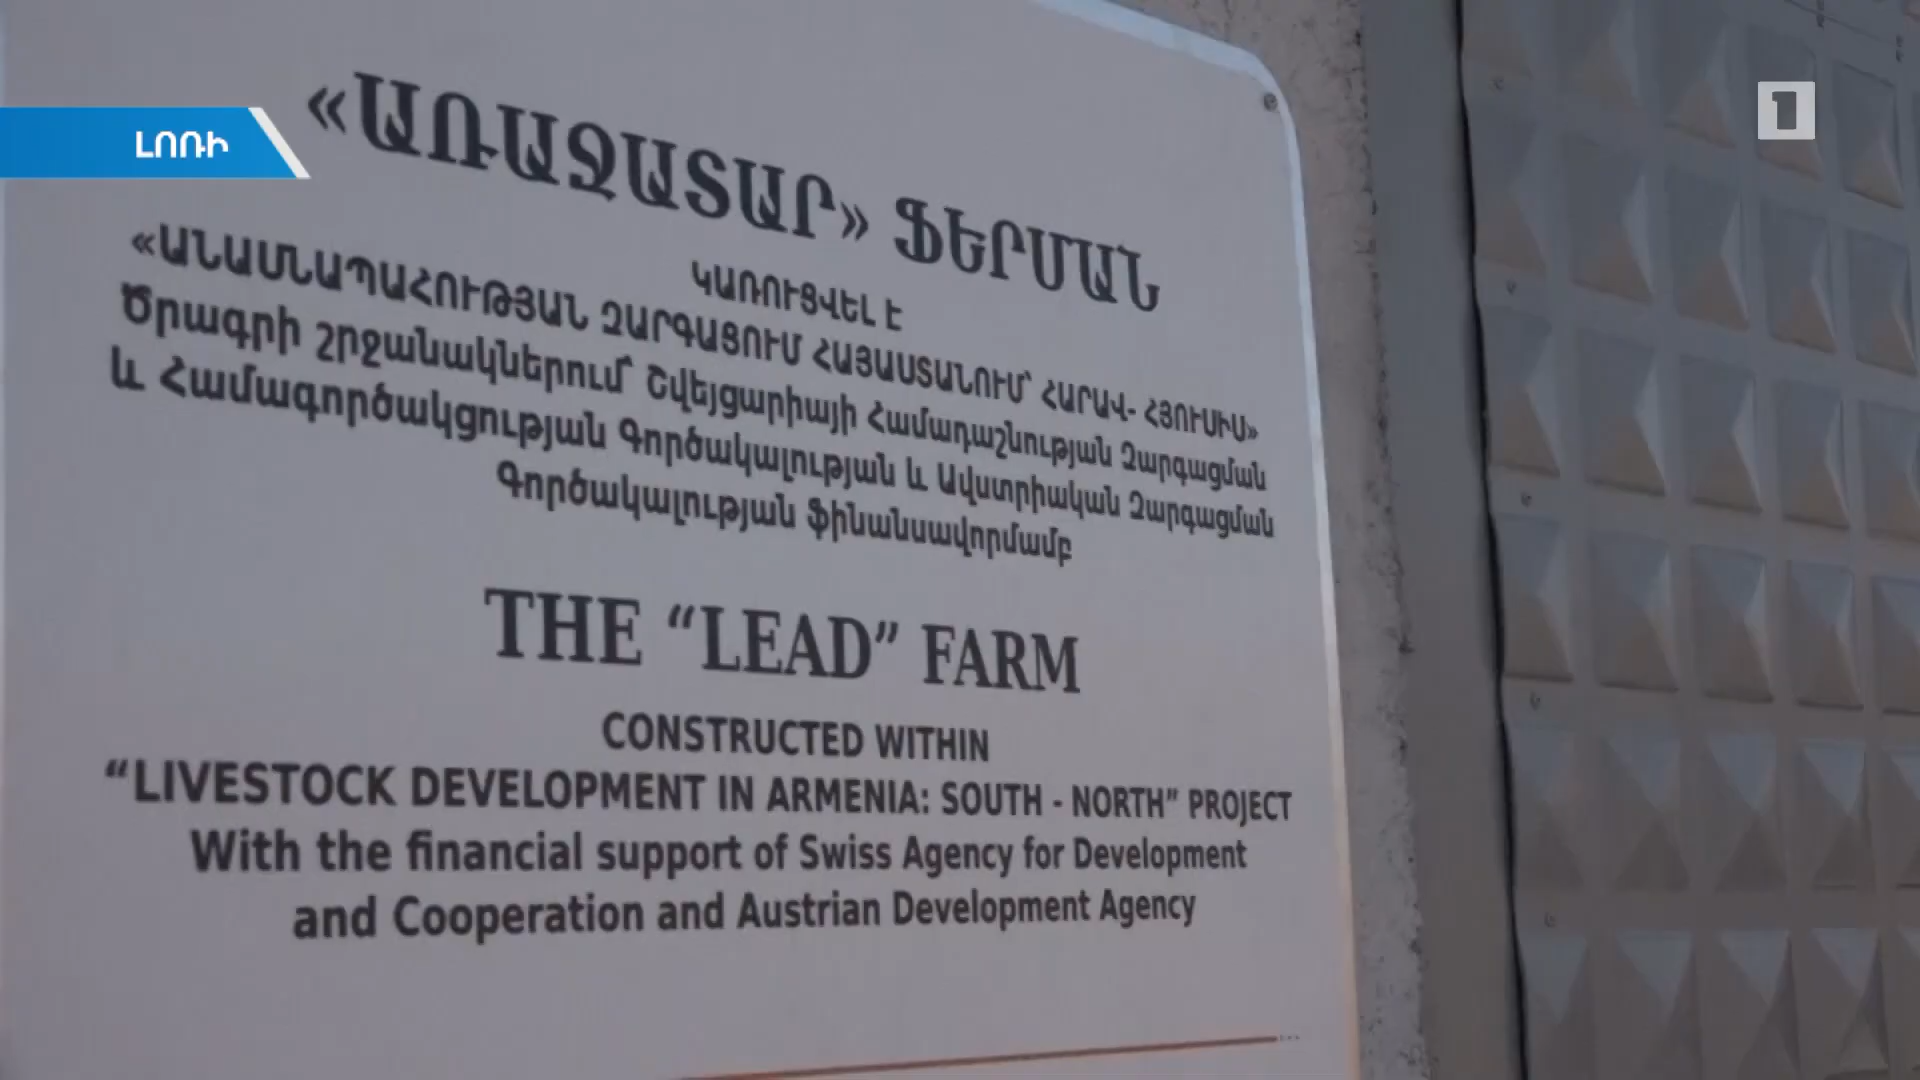 ԼՈՌԻ
1
«ԱՌԱՋԱՏԱՐ» ՖԵՐՄԱՆ
ԿԱՌՈՒՑՎԵԼ Է
«ԱՆԱՍՆԱՊԱՀՈՒԹՅԱՆ ԶԱՐԳԱՑՈՒՄ ՀԱՅԱՍՏԱՆՈՒՄ՝ ՀԱՐԱՎ- ՀՅՈՒՍԻՍ»
Ծրագրի շրջանակներում՝ Շվեյցարիայի Համադաշնության Զարգացման
և Համագործակցության Գործակալության և Ավստրիական Զարգացման
Գործակալության ֆինանսավորմամբ
THE “LEAD” FARM
CONSTRUCTED WITHIN
“LIVESTOCK DEVELOPMENT IN ARMENIA: SOUTH - NORTH” PROJECT
With the financial support of Swiss Agency for Development
and Cooperation and Austrian Development Agency